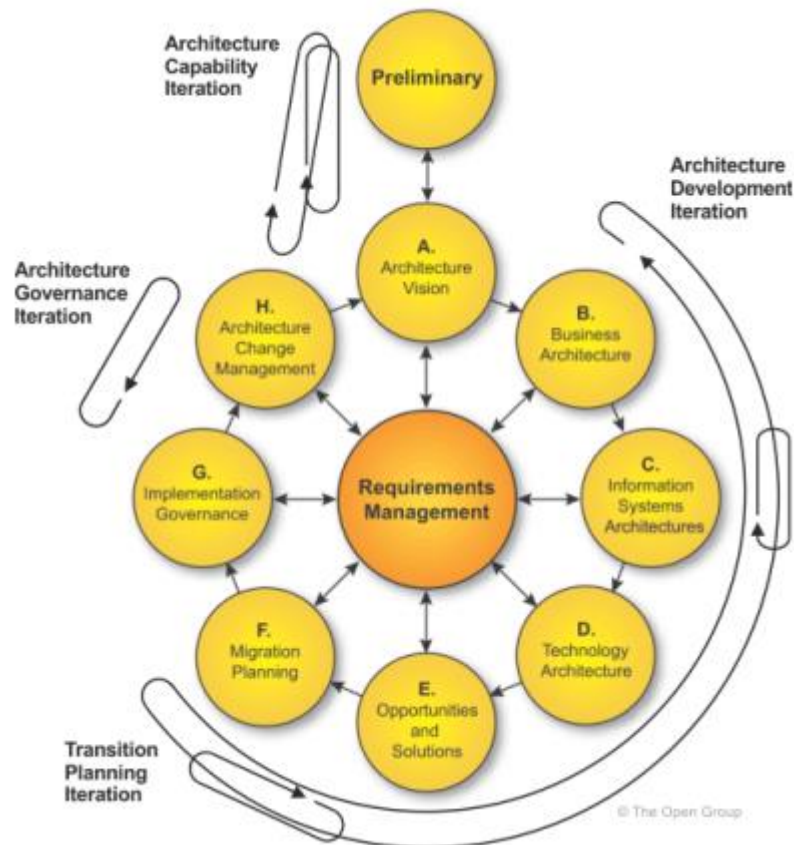 Architecture
Capability
Iteration
Preliminary
Architecture
Development
Iteration
A.
Architecture
Vision
Architecture
Governance
Iteration
H.
Architecture
Change
Management
B.
Business
Architecture
G.
Implementation
Governance
Requirements
Management
C.
Information
Systems
Architectures
F.
Migration
Planning
D.
Technology
Architecture
E.
Opportunities
and
Solutions
Transition
Planning
Iteration
© The Open Group